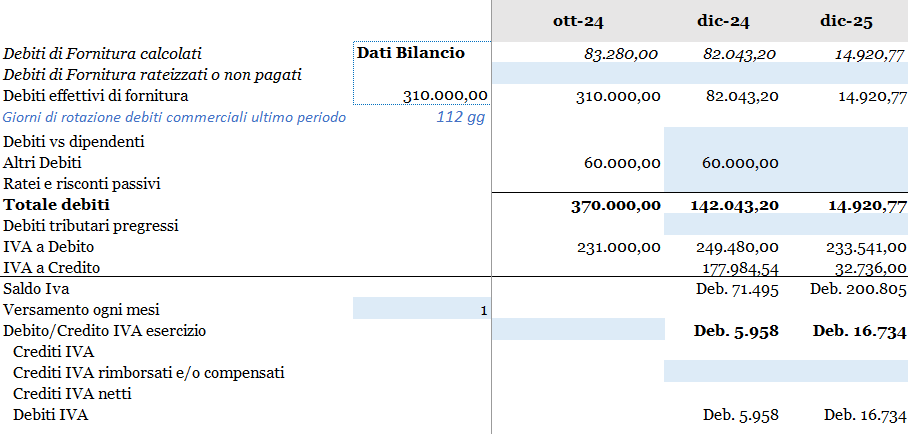 ott-24 dic-24 dic-25
Debiti di Fornitura calcolati Dati Bilancio 83.280,00 82.043,20 14.920,77
Debiti di Fornitura rateizzati o non pagati
Debiti effettivi di fornitura 310.000,00 310.000,00 82.043,20 14.920,77
Giorni di rotazione debiti commerciali ultimo periodo 112 gg
Debiti vs dipendenti
Altri Debiti 60.000,00 60.000,00
Ratei e risconti passivi
Totale debiti 370.000,00 142.043,20 14.920,77
Debiti tributari pregressi
IVA a Debito 231.000,00 249.480,00 233.541,00
IVA a Credito 177.984,54 32.736,00
Saldo Iva Deb. 71.495 Deb. 200.805
Versamento ogni mesi 1
Debito/Credito IVA esercizio Deb. 5.958 Deb. 16.734
Crediti IVA
Crediti IVA rimborsati e/o compensati
Crediti IVA netti
Debiti IVA Deb. 5.958 Deb. 16.734